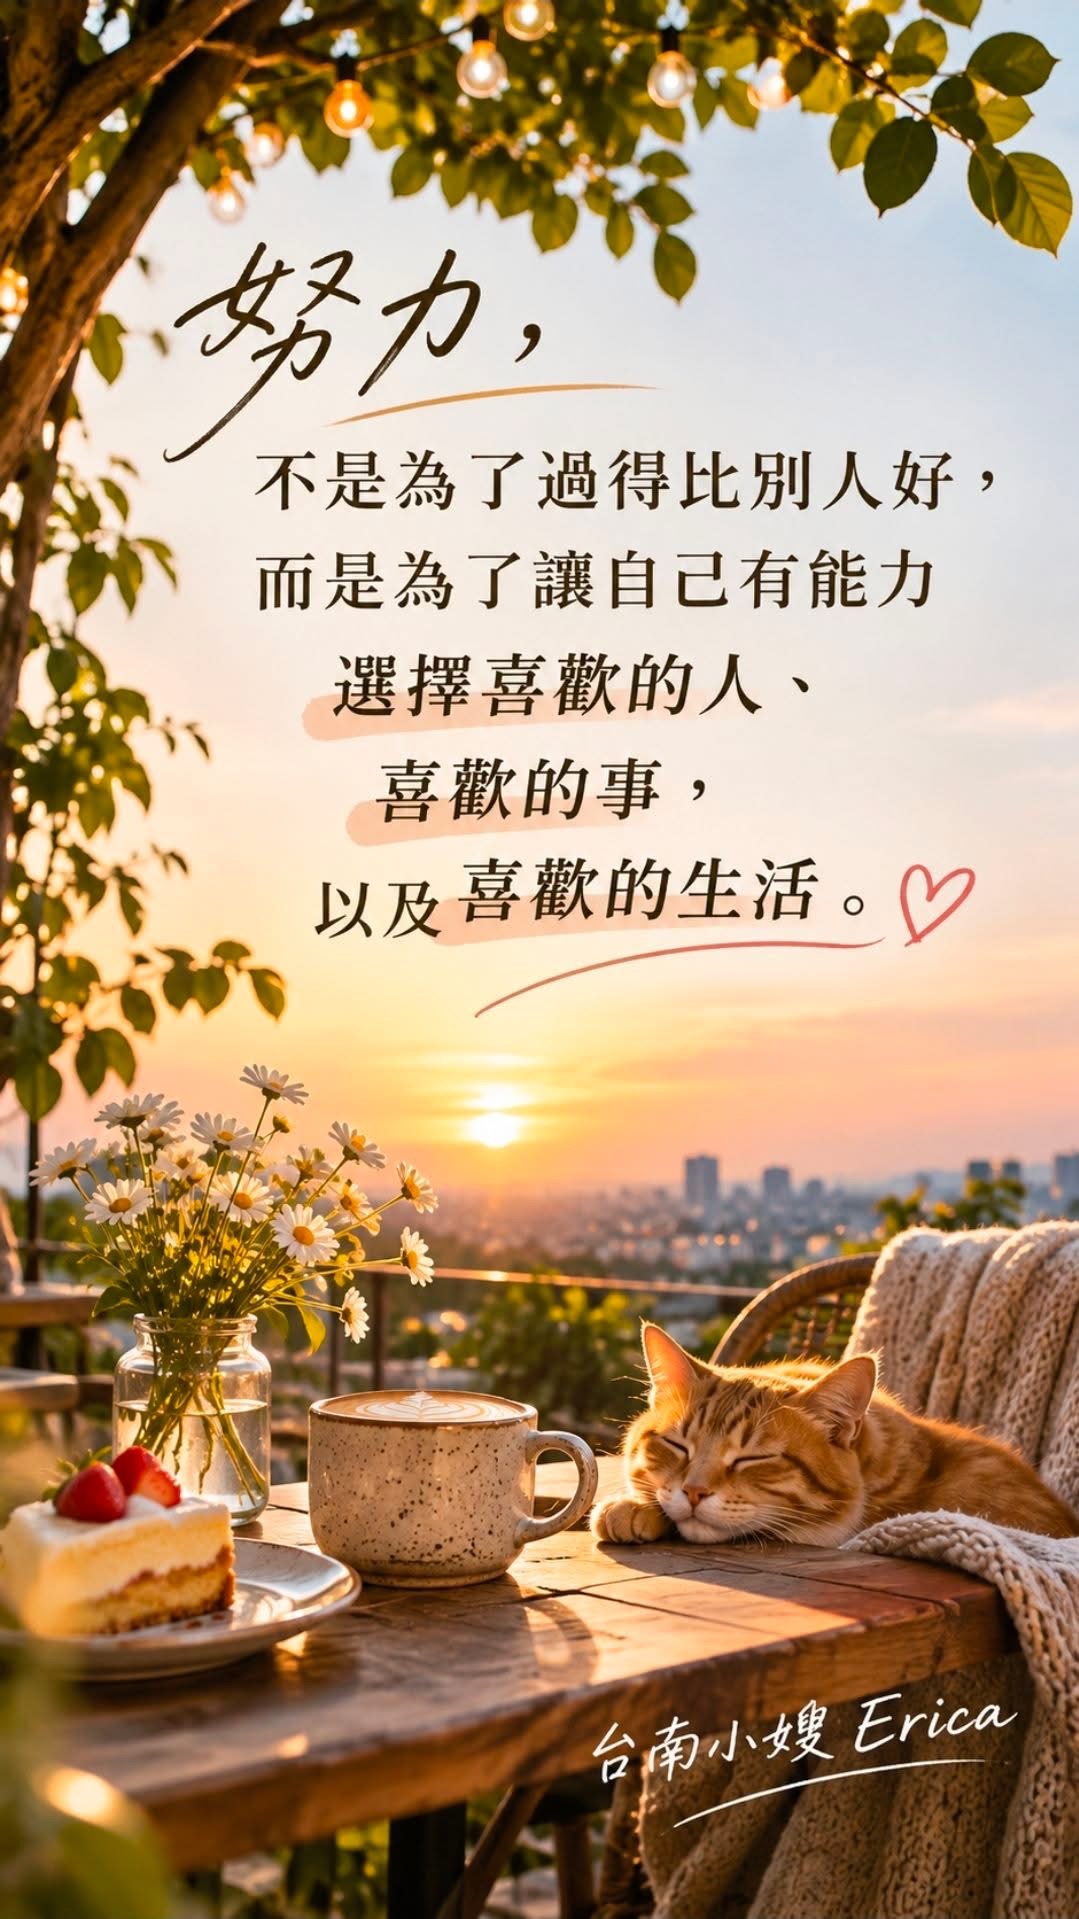 努力，
不是為了過得比別人好，
而是為了讓自己有能力
選擇喜歡的人、
喜歡的事，
以及喜歡的生活。
台南小嫂 Erica